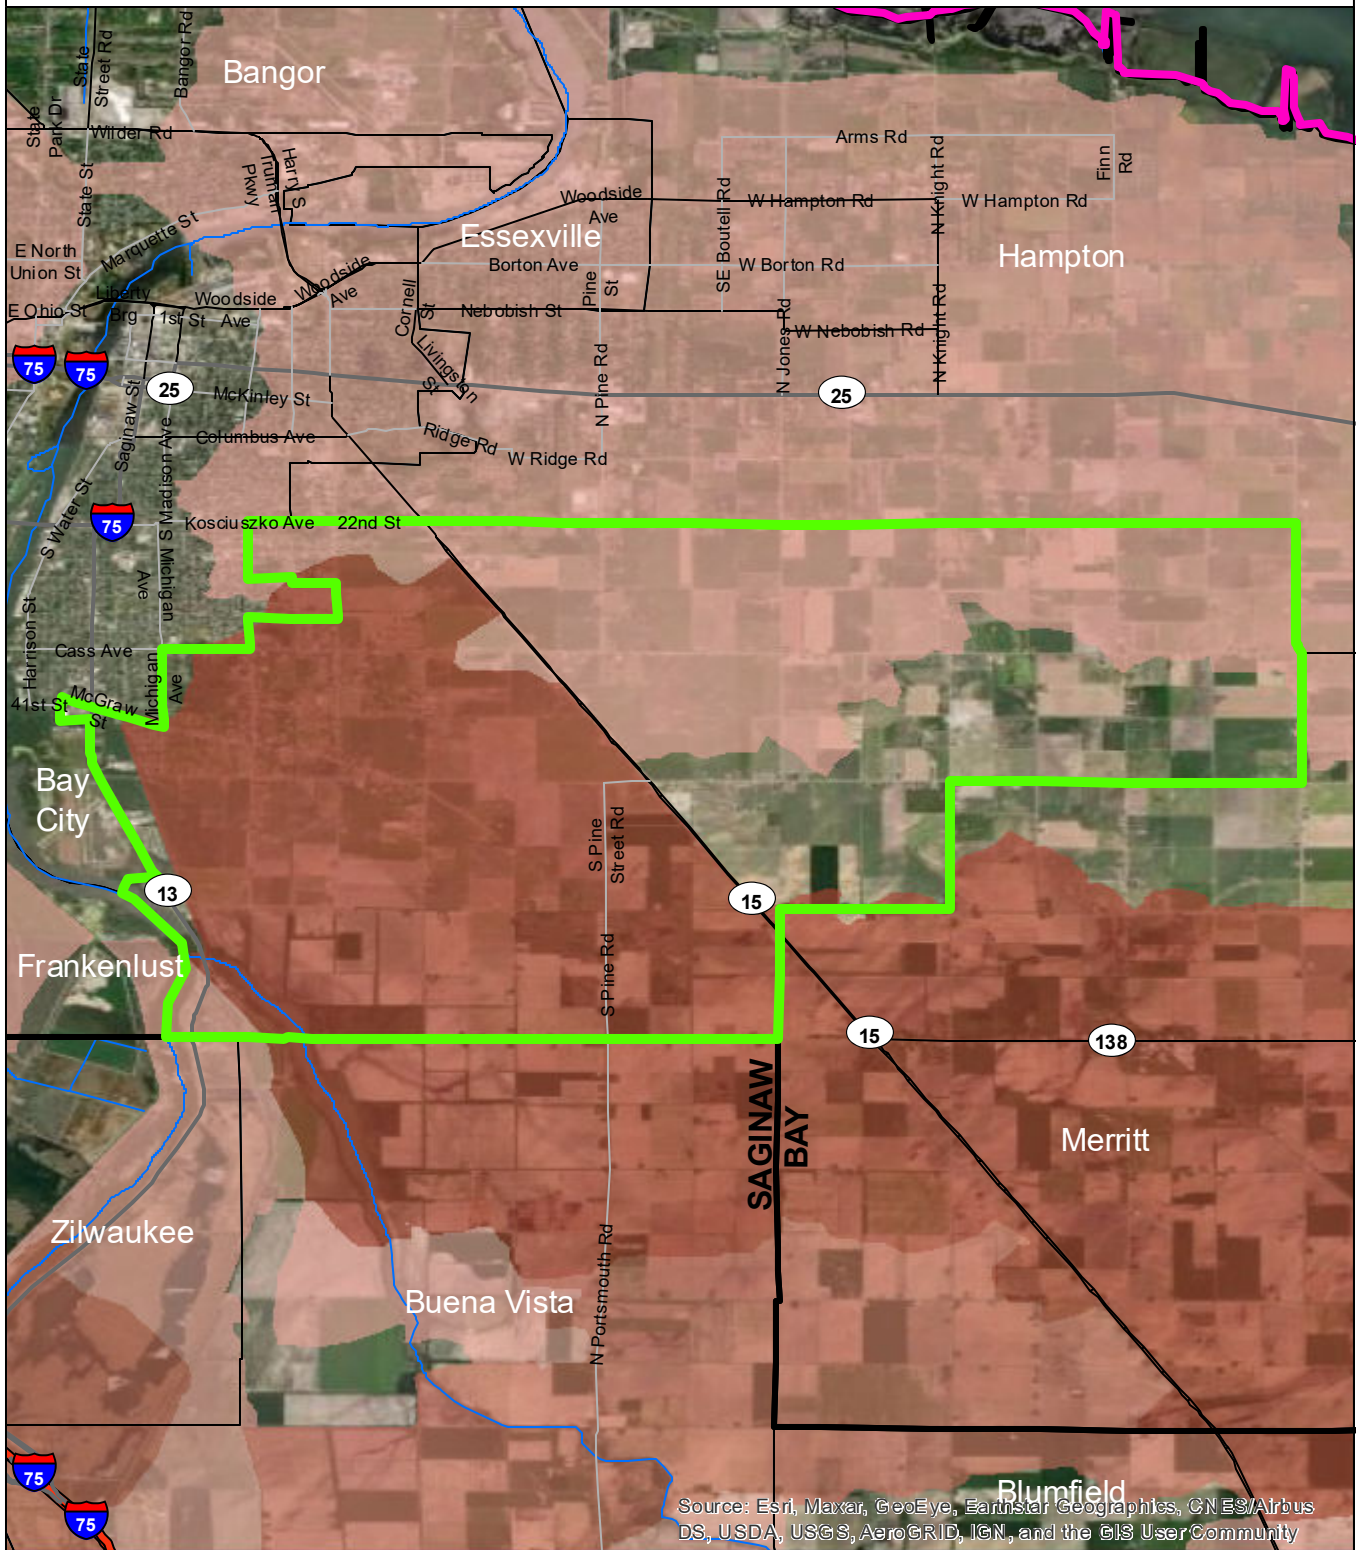 State
Street Rd
Bangor Rd
Bangor
State
Park Dr
Wilder Rd
Harry S
Truman
Pkwy
Arms Rd
Finn
Rd
N Knight Rd
State St
Woodside
Ave
SE Boutell Rd
W Hampton Rd
W Hampton Rd
Marquette St
Essexville
Hampton
E North
Union St
Borton Ave
W Borton Rd
Woodside
Ave
Pine
St
Liberty
Brg
Woodside
Ave
E Ohio St
1st St
Cornell
St
Nebobish St
N Jones Rd
W Nebobish Rd
N Knight Rd
Livingston
St
75
75
25
25
McKinley St
N Pine Rd
Saginaw St
S Madison Ave
Columbus Ave
Ridge Rd
W Ridge Rd
S Water St
75
Kosciuszko Ave
22nd St
S Michigan
Ave
Harrison St
Cass Ave
Michigan
Ave
41st St
McGraw
St
Bay
City
S Pine
Street Rd
13
15
S Pine Rd
Frankenlust
15
138
SAGINAW
BAY
Merritt
Zilwaukee
Buena Vista
N Portsmouth Rd
75
75
Blumfield
Source: Esri, Maxar, GeoEye, Earthstar Geographics, CNES/Airbus
DS, USDA, USGS, AeroGRID, IGN, and the GIS User Community